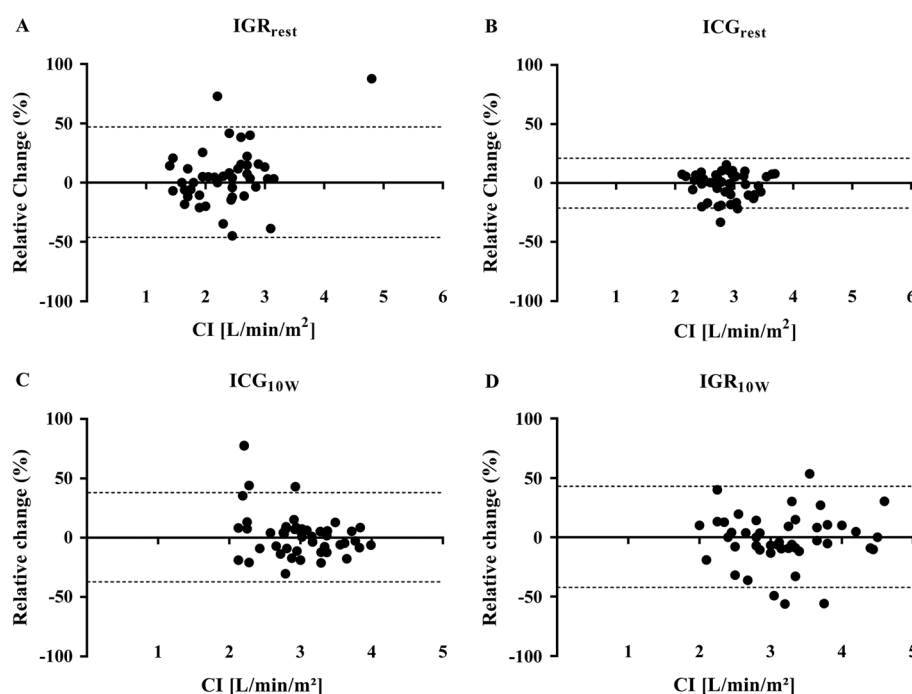 A
IGRrest
Relative Change (%)
100
50
0
-50
-100
1 2 3 4 5 6
CI [L/min/m2]
B
ICGrest
Relative Change (%)
100
50
0
-50
-100
1 2 3 4 5 6
CI [L/min/m2]
C
ICG10W
Relative change (%)
100
50
0
-50
-100
1 2 3 4 5
CI [L/min/m²]
D
IGR10W
Relative change (%)
100
50
0
-50
-100
1 2 3 4 5
CI [L/min/m²]